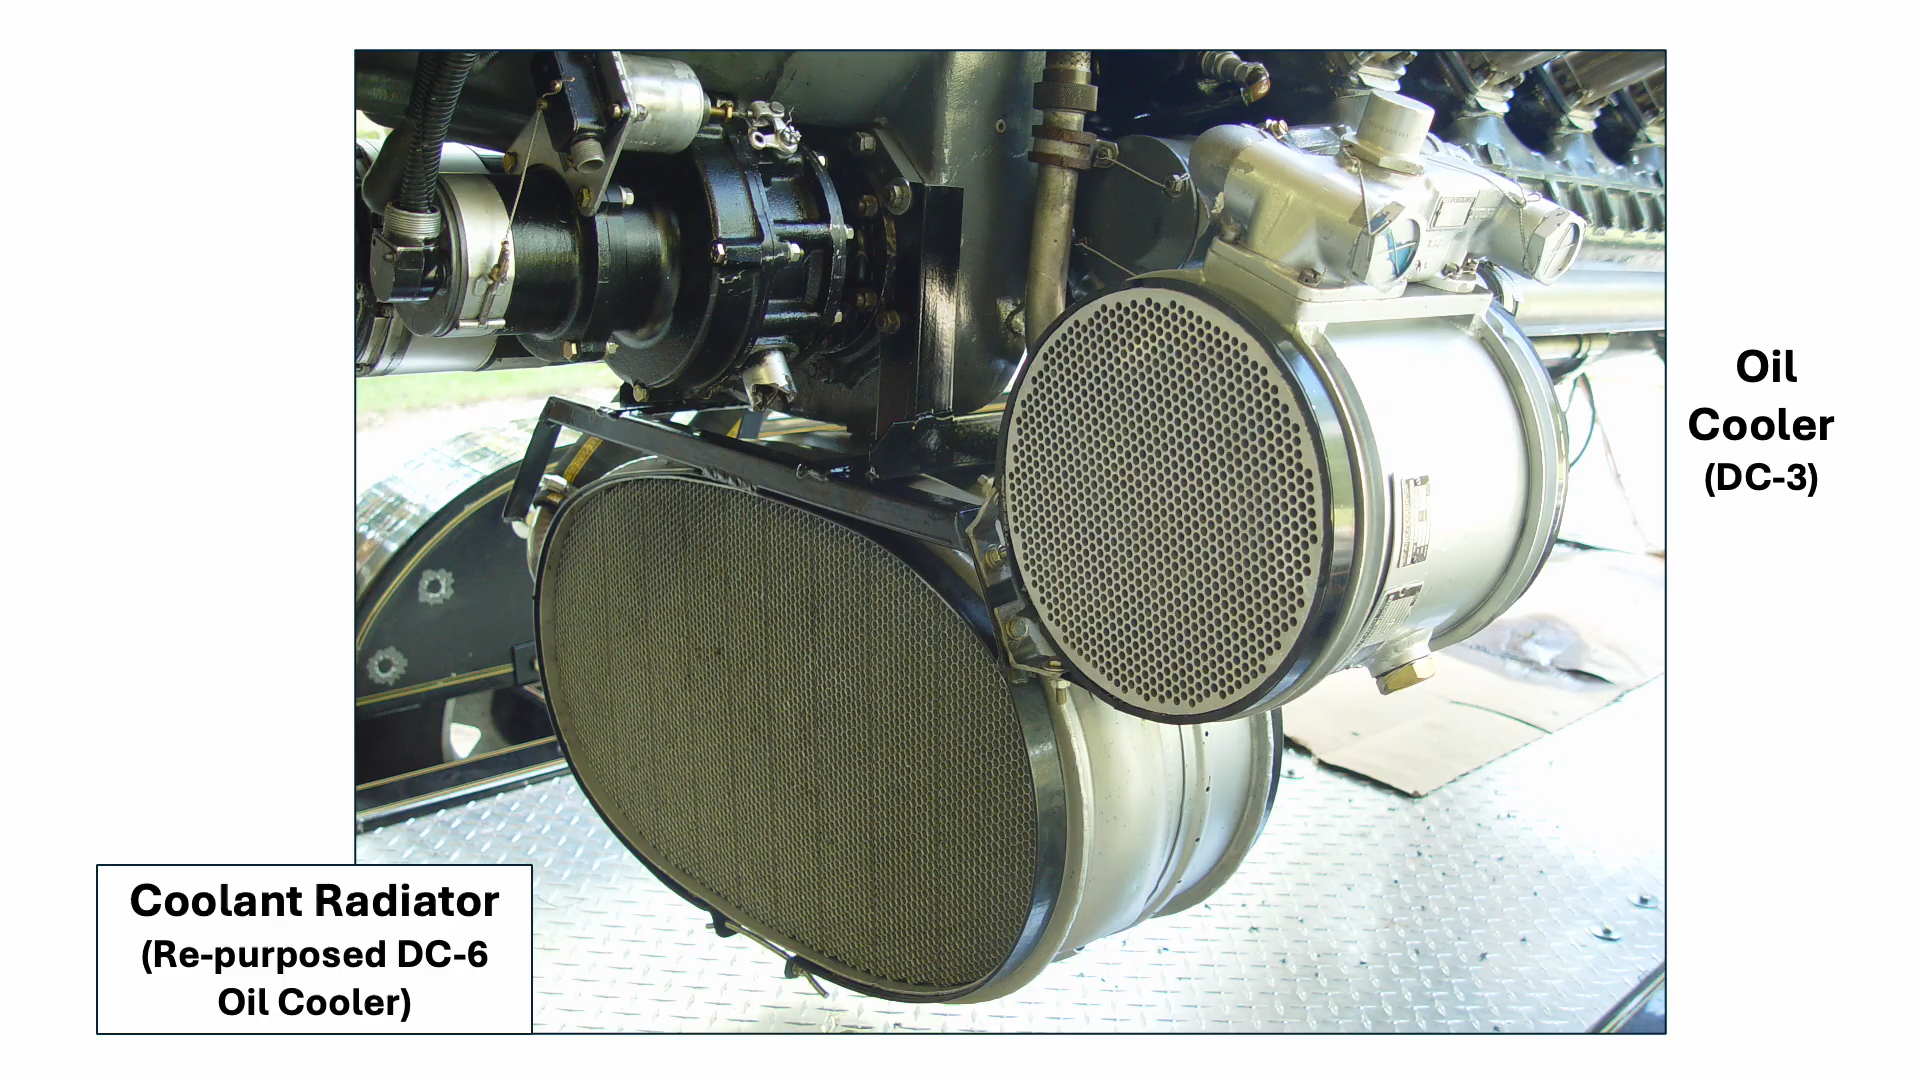 Oil
Cooler
(DC-3)
Coolant Radiator
(Re-purposed DC-6
Oil Cooler)